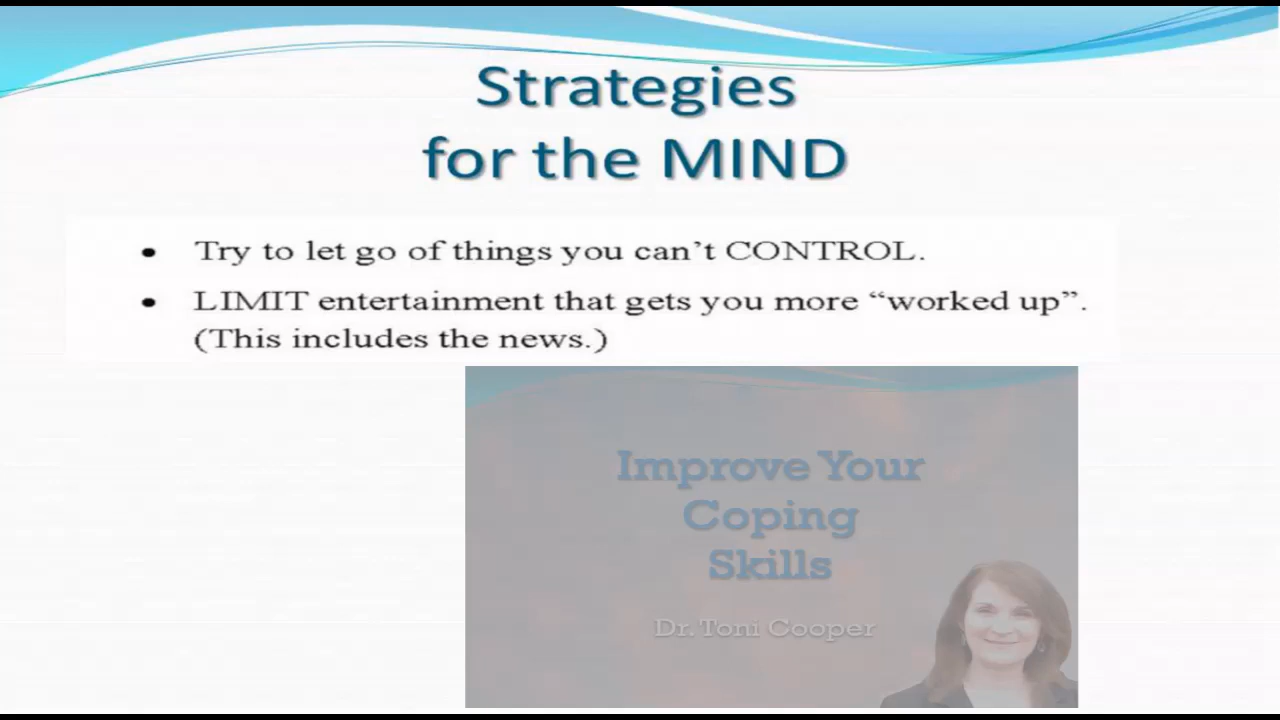 Strategies
for the MIND
• Try to let go of things you can’t CONTROL.
• LIMIT entertainment that gets you more “worked up”.
(This includes the news.)
Improve Your
Coping
Skills
Dr. Toni Cooper